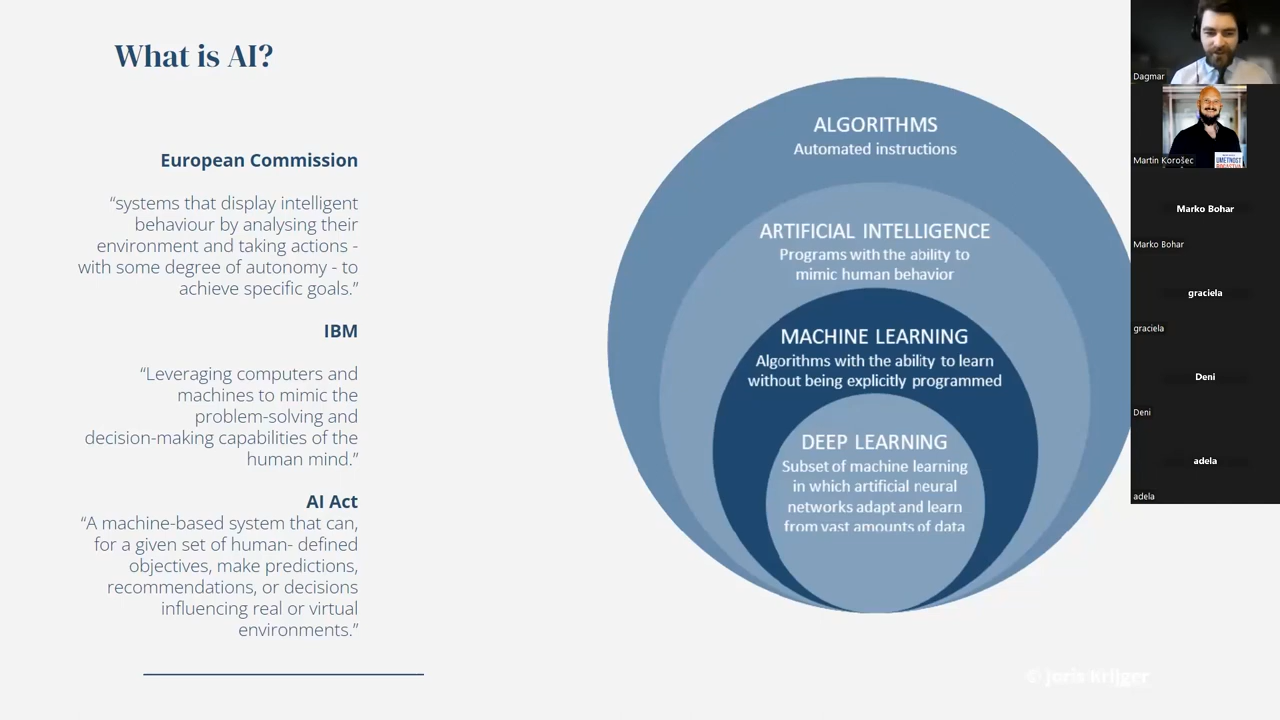 What is AI?
European Commission
“systems that display intelligent
behaviour by analysing their
environment and taking actions -
with some degree of autonomy - to
achieve specific goals.”
IBM
“Leveraging computers and
machines to mimic the
problem-solving and
decision-making capabilities of the
human mind.”
AI Act
“A machine-based system that can,
for a given set of human- defined
objectives, make predictions,
recommendations, or decisions
influencing real or virtual
environments.”
ALGORITHMS
Automated instructions
ARTIFICIAL INTELLIGENCE
Programs with the ability to
mimic human behavior
MACHINE LEARNING
Algorithms with the ability to learn
without being explicitly programmed
DEEP LEARNING
Subset of machine learning
in which artificial neural
networks adapt and learn
from vast amounts of data
© Joris Krijger
Dagmar
UMETNOST
BOGASTVA
Martin Korošec
Marko Bohar
Marko Bohar
graciela
graciela
Deni
Deni
adela
adela